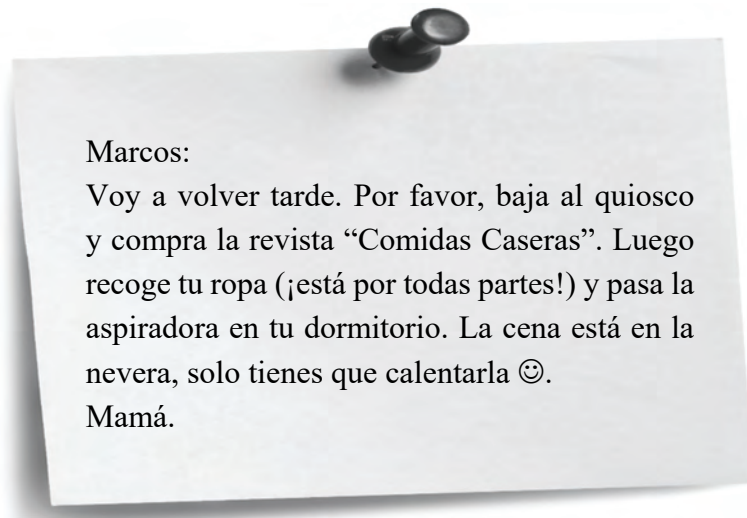 Marcos:
Voy a volver tarde. Por favor, baja al quiosco
y compra la revista “Comidas Caseras”. Luego
recoge tu ropa (¡está por todas partes!) y pasa la
aspiradora en tu dormitorio. La cena está en la
nevera, solo tienes que calentarla ☺.
Mamá.